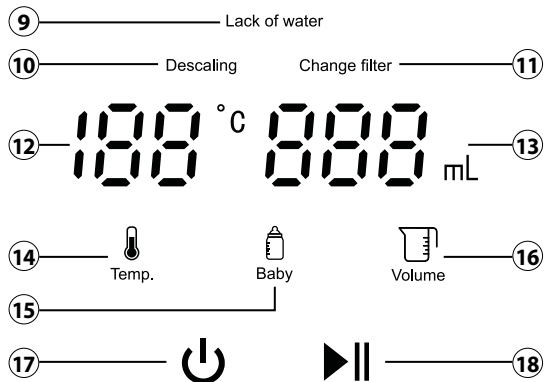 9 Lack of water
10 Descaling Change filter 11
12 188 °C 888 mL 13
14 Temp. Baby Volume 16
15
17 18